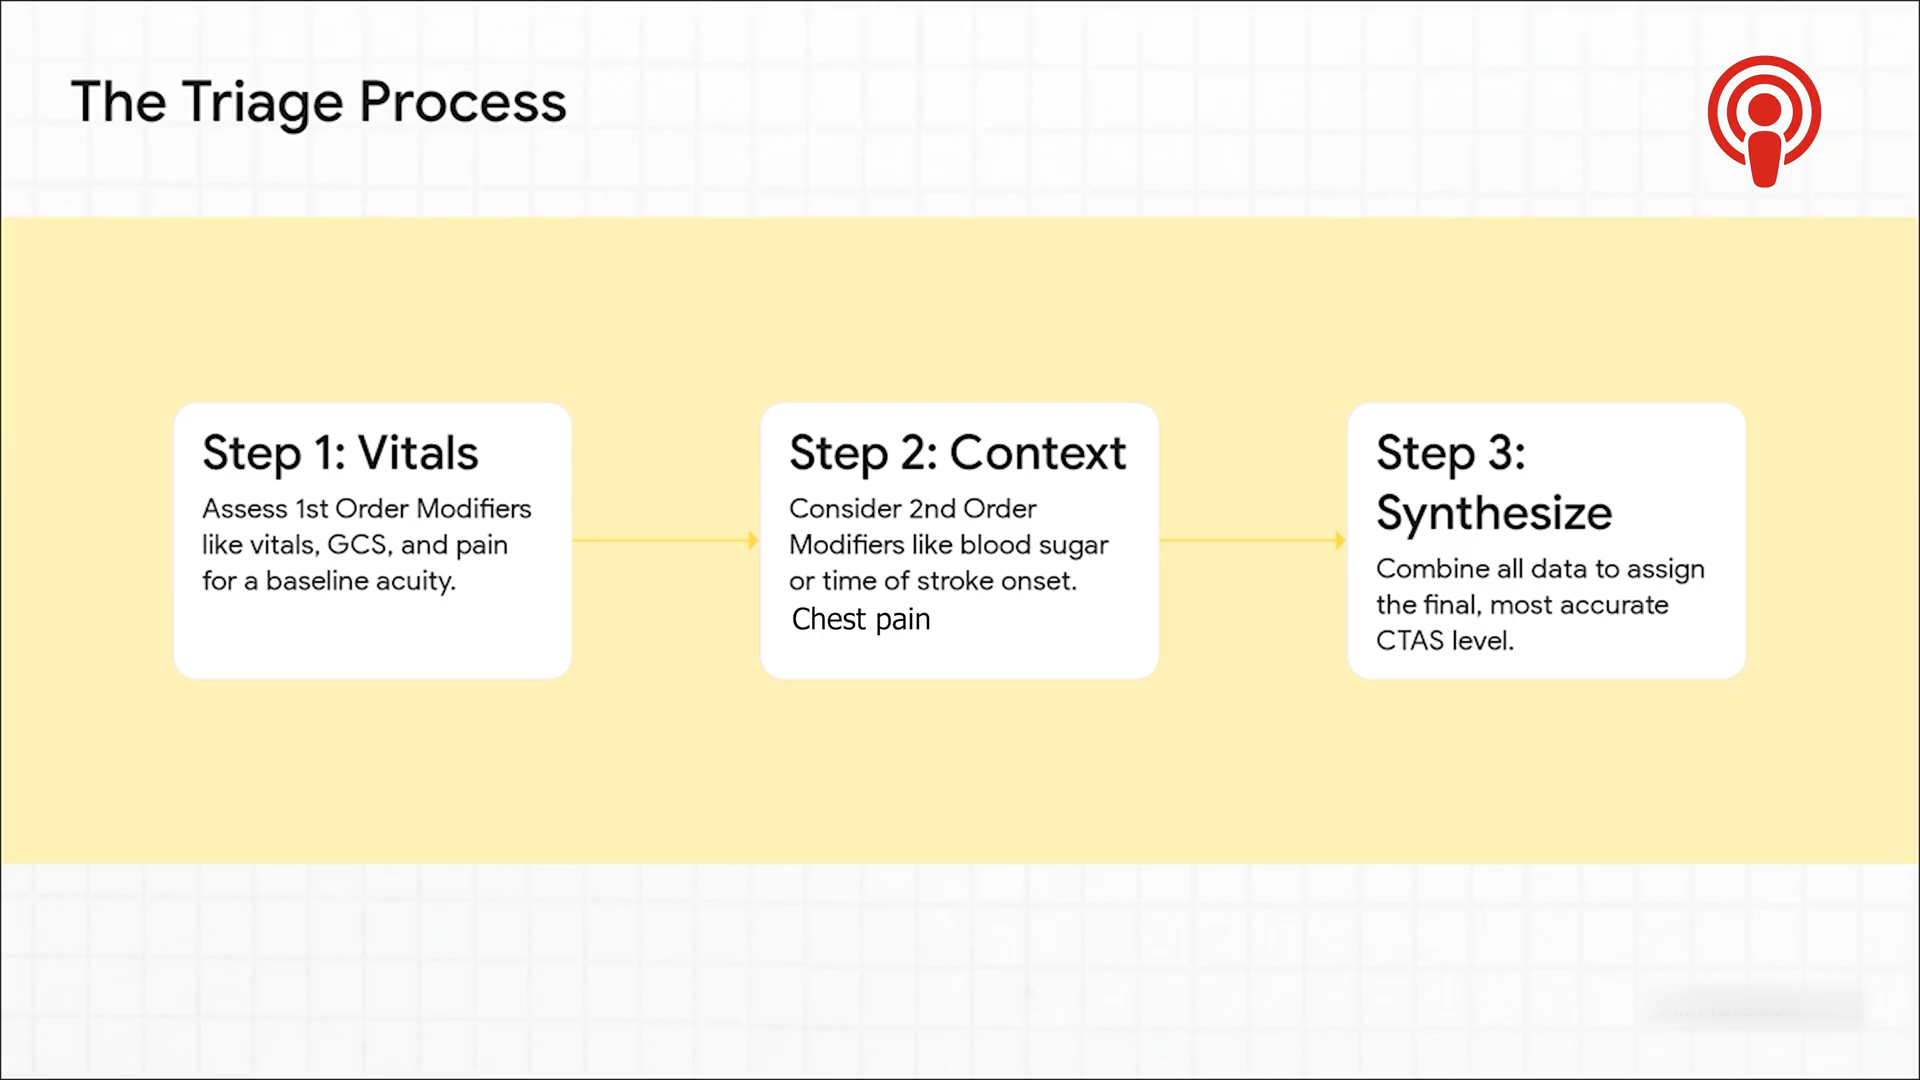 The Triage Process
Step 1: Vitals
Assess 1st Order Modifiers
like vitals, GCS, and pain
for a baseline acuity.
Step 2: Context
Consider 2nd Order
Modifiers like blood sugar
or time of stroke onset.
Chest pain
Step 3:
Synthesize
Combine all data to assign
the final, most accurate
CTAS level.